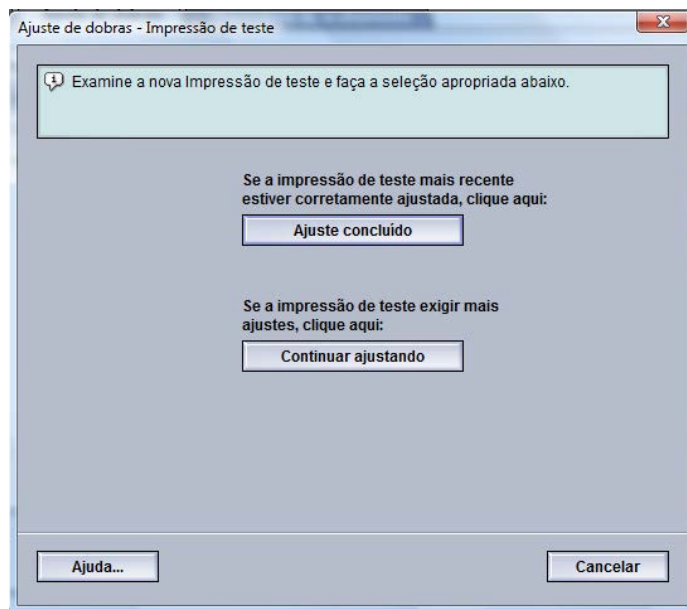 Ajuste de dobras - Impressão de teste
Examine a nova Impressão de teste e faça a seleção apropriada abaixo.
Se a impressão de teste mais recente
estiver corretamente ajustada, clique aqui:
Ajuste concluído
Se a impressão de teste exigir mais
ajustes, clique aqui:
Continuar ajustando
Ajuda...
Cancelar